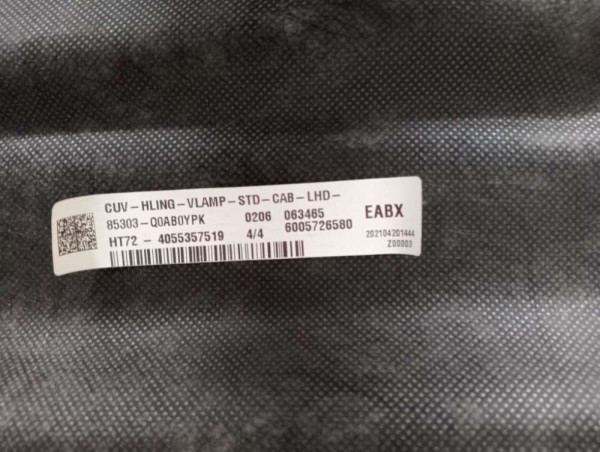 CUV-HLING-VLAMP-STD-CAB-LHD-
85303-Q0AB0YPK 0206 063465 EABX
HT72 - 4055357519 4/4 6005726580 202104201444
Z00003